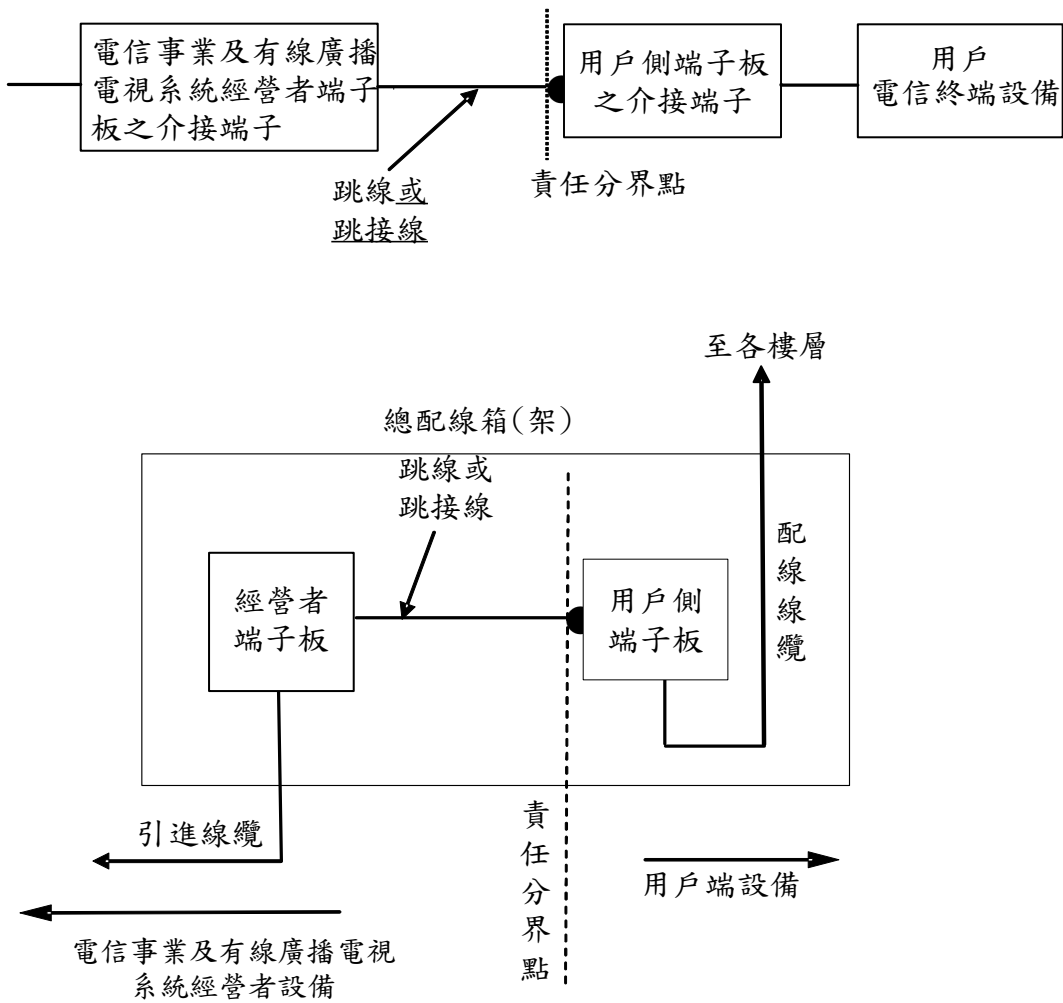 電信事業及有線廣播
電視系統經營者端子
板之介接端子
用戶側端子板
之介接端子
用戶
電信終端設備
跳線或
跳接線
責任分界點
至各樓層
總配線箱(架)
跳線或
跳接線
配線線纜
經營者
端子板
用戶側
端子板
引進線纜
責任分界點
用戶端設備
電信事業及有線廣播電視
系統經營者設備